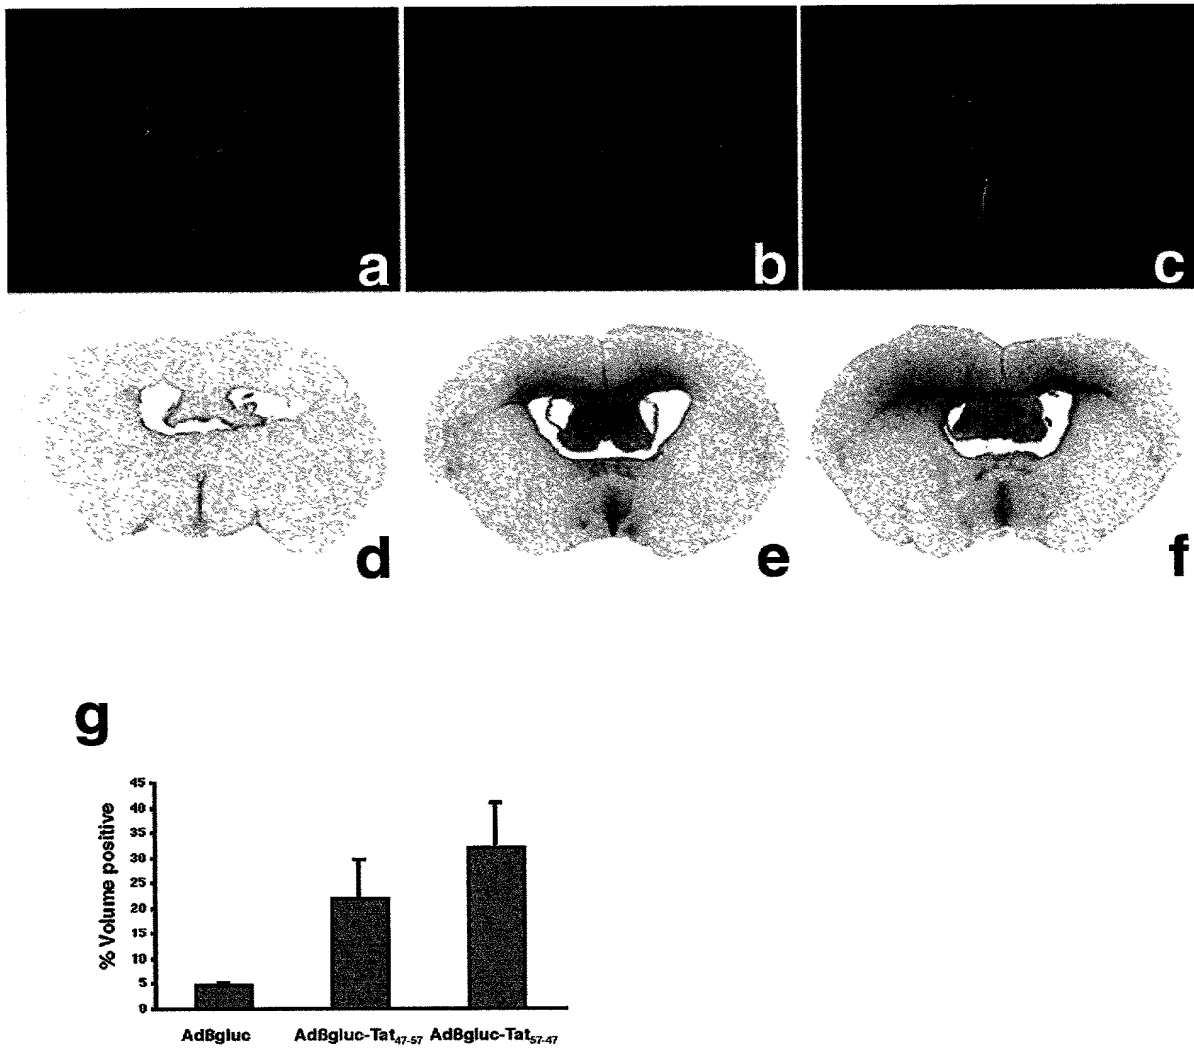 a
b
c
d
e
f
g
% Volume positive
45
40
35
30
25
20
15
10
5
0
Adβgluc
Adβgluc-Tat47-57
Adβgluc-Tat57-47